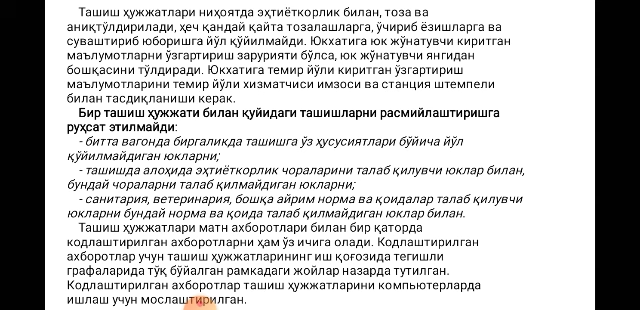 Ташиш ҳужжатлари ниҳоятда эҳтиёткорлик билан, тоза ва
аниқтўлдирилади, ҳеч қандай қайта тозалашларга, ўчириб ёзишларга ва
суваштириб юборишга йўл қўйилмайди. Юкхатига юк жўнатувчи киритган
маълумотларни ўзгартириш зарурияти бўлса, юк жўнатувчи янгидан
бошқасини тўлдиради. Юкхатига темир йўли киритган ўзгартириш
маълумотларини темир йўли хизматчиси имзоси ва станция штемпели
билан тасдиқланиши керак.
Бир ташиш ҳужжати билан қуйидаги ташишларни расмийлаштиришга
руҳсат этилмайди:
- битта вагонда биргаликда ташишга ўз ҳусусиятлари бўйича йўл
қўйилмайдиган юкларни;
- ташишда алоҳида эҳтиёткорлик чораларини талаб қилувчи юклар билан,
бундай чораларни талаб қилмайдиган юкларни;
- санитария, ветеринария, бошқа айрим норма ва қоидалар талаб қилувчи
юкларни бундай норма ва қоида талаб қилмайдиган юклар билан.
Ташиш ҳужжатлари матн ахборотлари билан бир қаторда
кодлаштирилган ахборотларни ҳам ўз ичига олади. Кодлаштирилган
ахборотлар учун ташиш ҳужжатларининг иш қоғозида тегишли
графаларида тўқ бўйалган рамкадаги жойлар назарда тутилган.
Кодлаштирилган ахборотлар ташиш ҳужжатларини компьютерларда
ишлаш учун мослаштирилган.